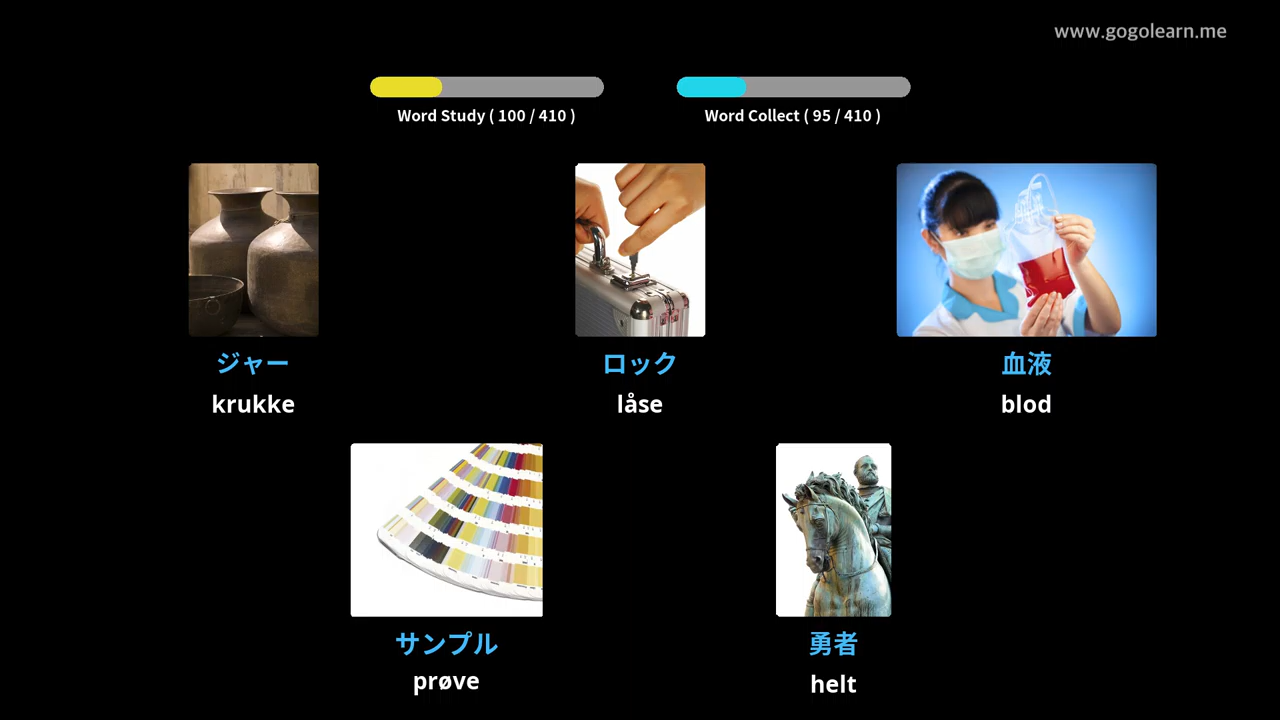 www.gogolearn.me
Word Study ( 100 / 410 )
Word Collect ( 95 / 410 )
ジャー
krukke
ロック
låse
血液
blod
サンプル
prøve
勇者
helt